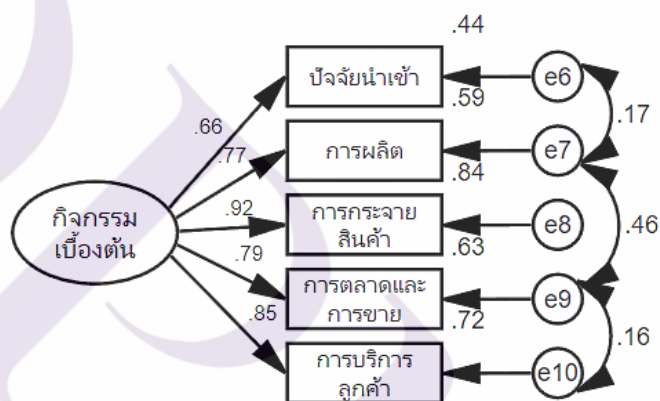 .44
ปัจจัยนำเข้า
e6
.59
.17
.66
การผลิต
e7
.77
.84
กิจกรรม
เบื้องต้น
.92
การกระจาย
สินค้า
e8
.46
.79
.63
การตลาดและ
การขาย
e9
.85
.72
.16
การบริการ
ลูกค้า
e10